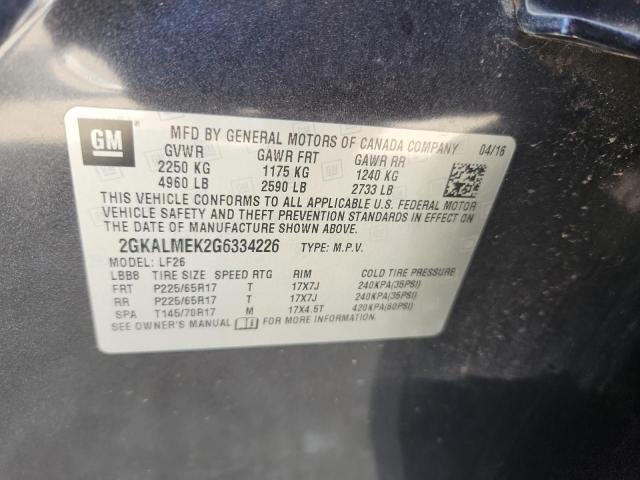 GM
MFD BY GENERAL MOTORS OF CANADA COMPANY 04/16
GVWR GAWR FRT GAWR RR
2250 KG 1175 KG 1240 KG
4960 LB 2590 LB 2733 LB
THIS VEHICLE CONFORMS TO ALL APPLICABLE U.S. FEDERAL MOTOR
VEHICLE SAFETY AND THEFT PREVENTION STANDARDS IN EFFECT ON
THE DATE OF MANUFACTURE SHOWN ABOVE.
2GKALMEK2G6334226 TYPE: M.P.V.
MODEL: LF26
LBB8 TIRE SIZE SPEED RTG RIM COLD TIRE PRESSURE
FRT P225/65R17 T 17X7J 240KPA(35PSI)
RR P225/65R17 T 17X7J 240KPA(35PSI)
SPA T145/70R17 M 17X4.5T 420KPA(60PSI)
SEE OWNER'S MANUAL FOR MORE INFORMATION.